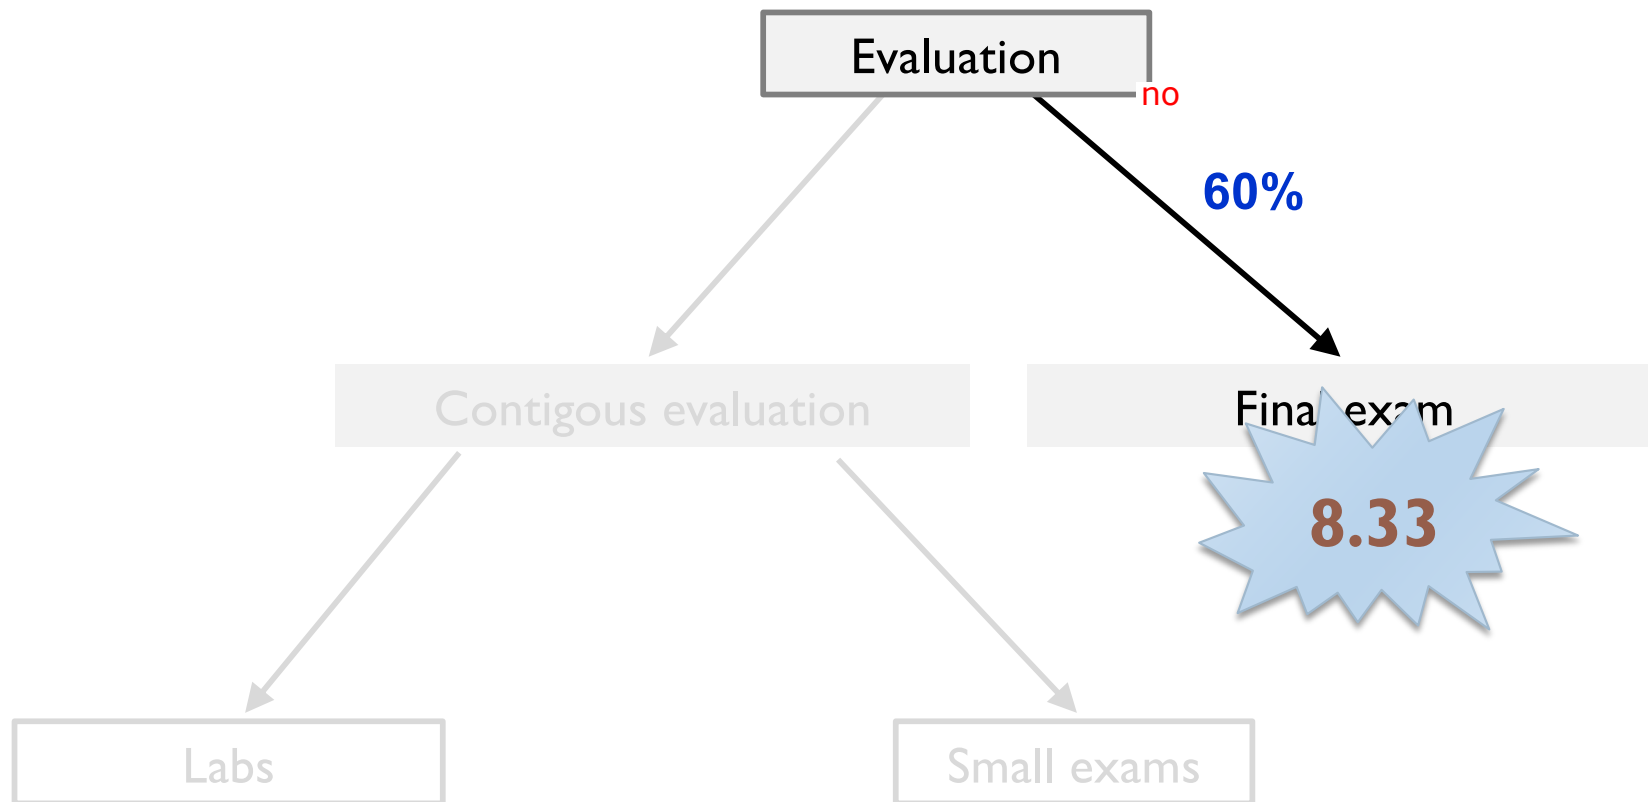 Evaluation
no
60%
Contigous evaluation
Final exam
8.33
Labs
Small exams